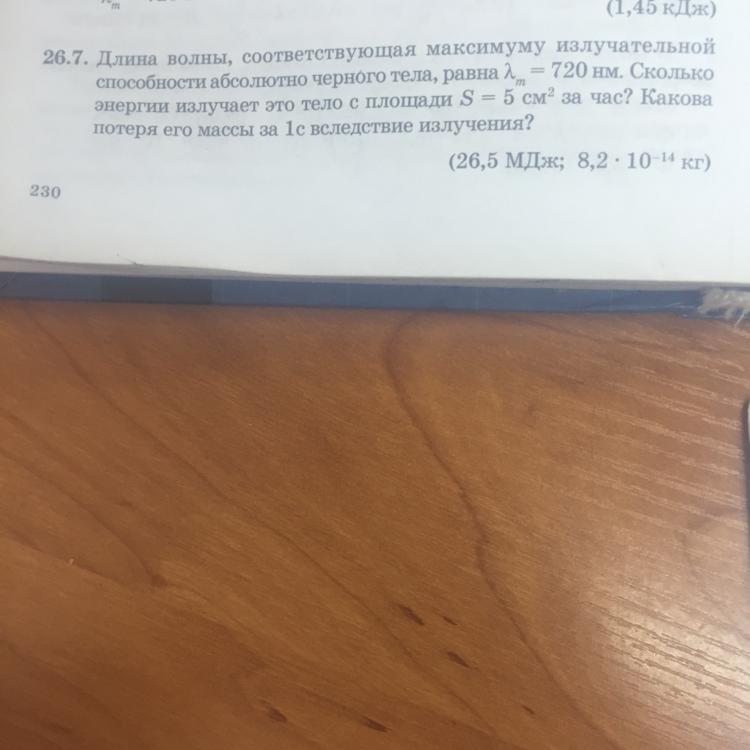 m
(1,45 кДж)
26.7. Длина волны, соответствующая максимуму излучательной
способности абсолютно черного тела, равна λm = 720 нм. Сколько
энергии излучает это тело с площади S = 5 см² за час? Какова
потеря его массы за 1с вследствие излучения?
(26,5 МДж; 8,2 · 10⁻¹⁴ кг)
230